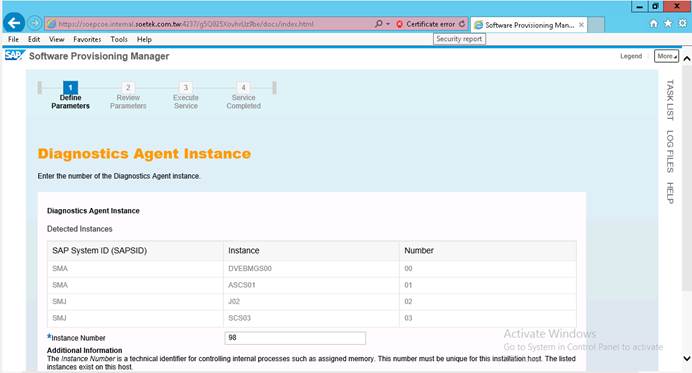 https://soepcoe.internal.soetek.com.tw:4237/g5Q825XovhrUz9be/docs/index.html
Certificate error
Software Provisioning Man...
File Edit View Favorites Tools Help
Security report
SAP Software Provisioning Manager
Legend
More
1 2 3 4
Define Parameters
Review Parameters
Execute Service
Service Completed
TASK LIST
LOG FILES
HELP
Diagnostics Agent Instance
Enter the number of the Diagnostics Agent instance.
Diagnostics Agent Instance
Detected Instances
SAP System ID (SAPSID) Instance Number
SMA DVEBMGS00 00
SMA ASCS01 01
SMJ J02 02
SMJ SCS03 03
*Instance Number 98
Activate Windows
Go to System in Control Panel to activate
Additional Information
The Instance Number is a technical identifier for controlling internal processes such as assigned memory. This number must be unique for this installation host. The listed
instances exist on this host.